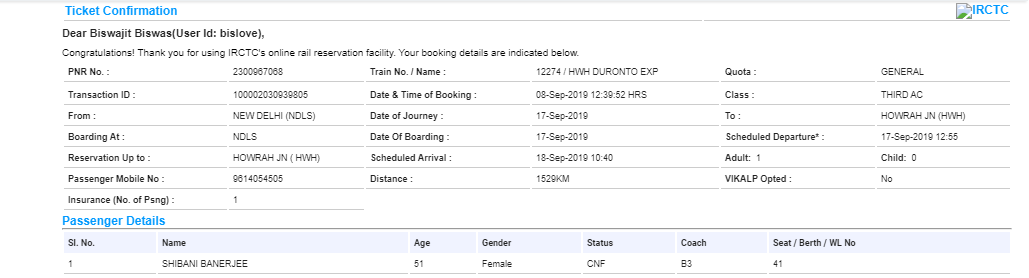 Ticket Confirmation IRCTC
Dear Biswajit Biswas(User Id: bislove),
Congratulations! Thank you for using IRCTC's online rail reservation facility. Your booking details are indicated below.
PNR No. : 2300967068 Train No. / Name : 12274 / HWH DURONTO EXP Quota : GENERAL
Transaction ID : 100002030939805 Date & Time of Booking : 08-Sep-2019 12:39:52 HRS Class : THIRD AC
From : NEW DELHI (NDLS) Date of Journey : 17-Sep-2019 To : HOWRAH JN (HWH)
Boarding At : NDLS Date Of Boarding : 17-Sep-2019 Scheduled Departure* : 17-Sep-2019 12:55
Reservation Up to : HOWRAH JN ( HWH) Scheduled Arrival : 18-Sep-2019 10:40 Adult: 1 Child: 0
Passenger Mobile No : 9614054505 Distance : 1529KM VIKALP Opted : No
Insurance (No. of Psng) : 1
Passenger Details
Sl. No. Name Age Gender Status Coach Seat / Berth / WL No
1 SHIBANI BANERJEE 51 Female CNF B3 41